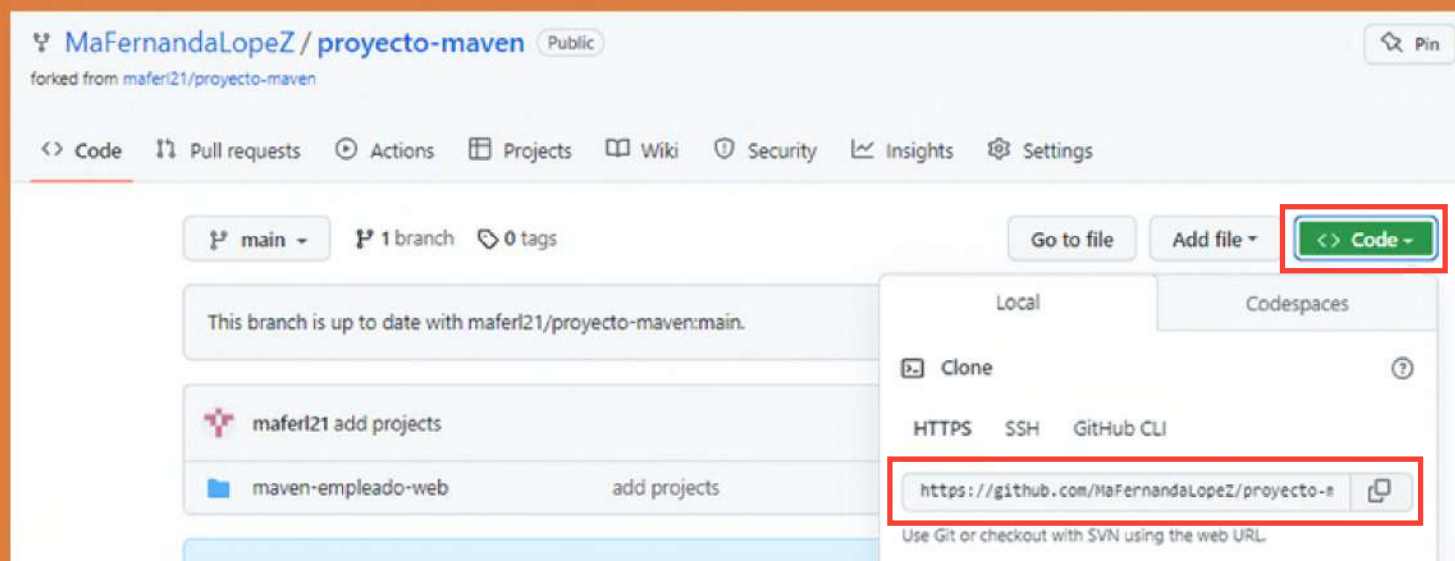 MaFernandaLopeZ / proyecto-maven Public Pin
forked from maferl21/proyecto-maven
Code Pull requests Actions Projects Wiki Security Insights Settings
main 1 branch 0 tags Go to file Add file Code
Local Codespaces
This branch is up to date with maferl21/proyecto-maven:main.
Clone
maferl21 add projects
HTTPS SSH GitHub CLI
maven-empleado-web add projects
https://github.com/MaFernandaLopeZ/proyecto-m
Use Git or checkout with SVN using the web URL.